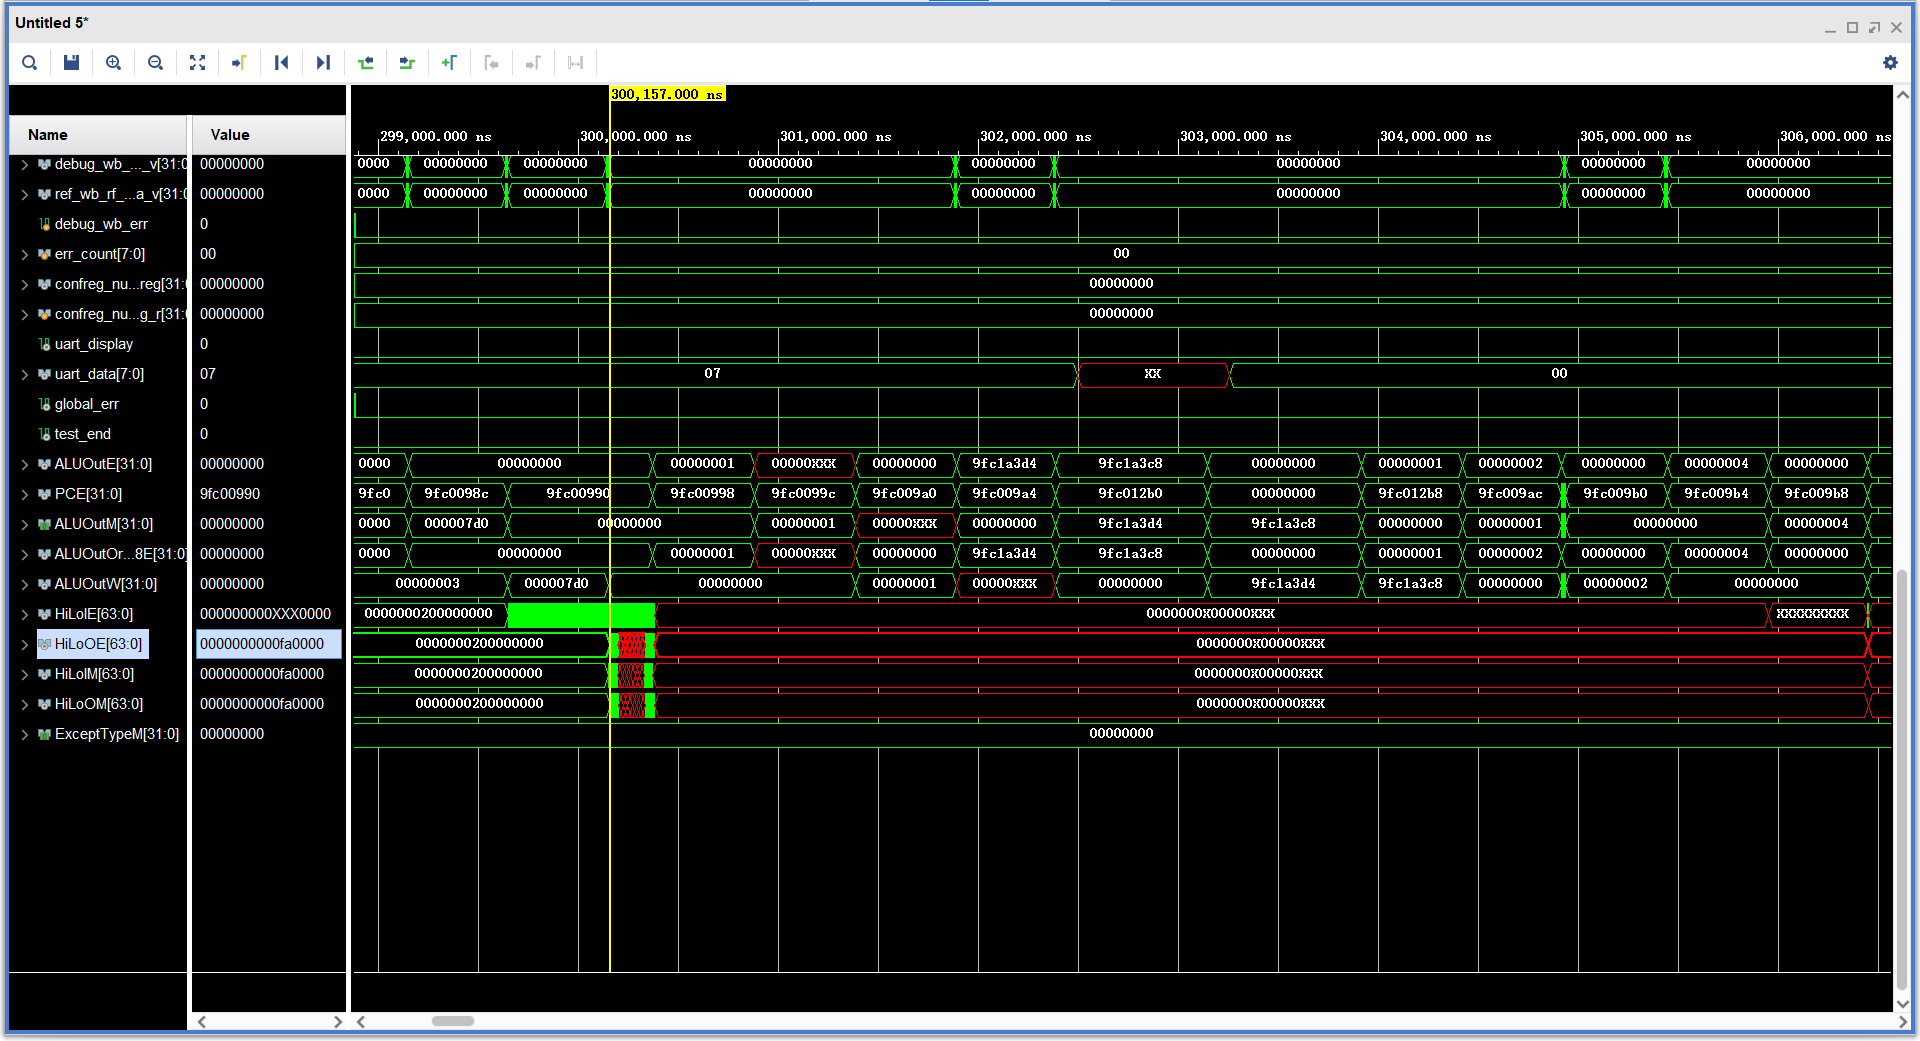 Untitled 5*
300,157.000 ns
Name Value
299,000.000 ns 300,000.000 ns 301,000.000 ns 302,000.000 ns 303,000.000 ns 304,000.000 ns 305,000.000 ns 306,000.000 ns
debug_wb_..._v[31:0 00000000 0000 00000000 00000000 00000000 00000000 00000000 00000000 00000000
ref_wb_rf_...a_v[31:0 00000000 0000 00000000 00000000 00000000 00000000 00000000 00000000 00000000
debug_wb_err 0
err_count[7:0] 00 00
confreg_nu...reg[31:0 00000000 00000000
confreg_nu...g_r[31:0 00000000 00000000
uart_display 0
uart_data[7:0] 07 07 XX 00
global_err 0
test_end 0
ALUOutE[31:0] 00000000 0000 00000000 00000001 00000XXX 00000000 9fc1a3d4 9fc1a3c8 00000000 00000001 00000002 00000000 00000004 00000000
PCE[31:0] 9fc00990 9fc0 9fc0098c 9fc00990 9fc00998 9fc0099c 9fc009a0 9fc009a4 9fc012b0 00000000 9fc012b8 9fc009ac 9fc009b0 9fc009b4 9fc009b8
ALUOutM[31:0] 00000000 0000 000007d0 00000000 00000001 00000XXX 00000000 9fc1a3d4 9fc1a3c8 00000000 00000001 00000000 00000004
ALUOutOr...8E[31:0] 00000000 0000 00000000 00000001 00000XXX 00000000 9fc1a3d4 9fc1a3c8 00000000 00000001 00000002 00000000 00000004 00000000
ALUOutW[31:0] 00000000 00000003 000007d0 00000000 00000001 00000XXX 00000000 9fc1a3d4 9fc1a3c8 00000000 00000002 00000000
HiLoIE[63:0] 000000000XXX0000 0000000200000000 0000000X00000XXX XXXXXXXXX
HiLoOE[63:0] 0000000000fa0000 0000000200000000 0000000X00000XXX
HiLoIM[63:0] 0000000000fa0000 0000000200000000 0000000X00000XXX
HiLoOM[63:0] 0000000000fa0000 0000000200000000 0000000X00000XXX
ExceptTypeM[31:0] 00000000 00000000